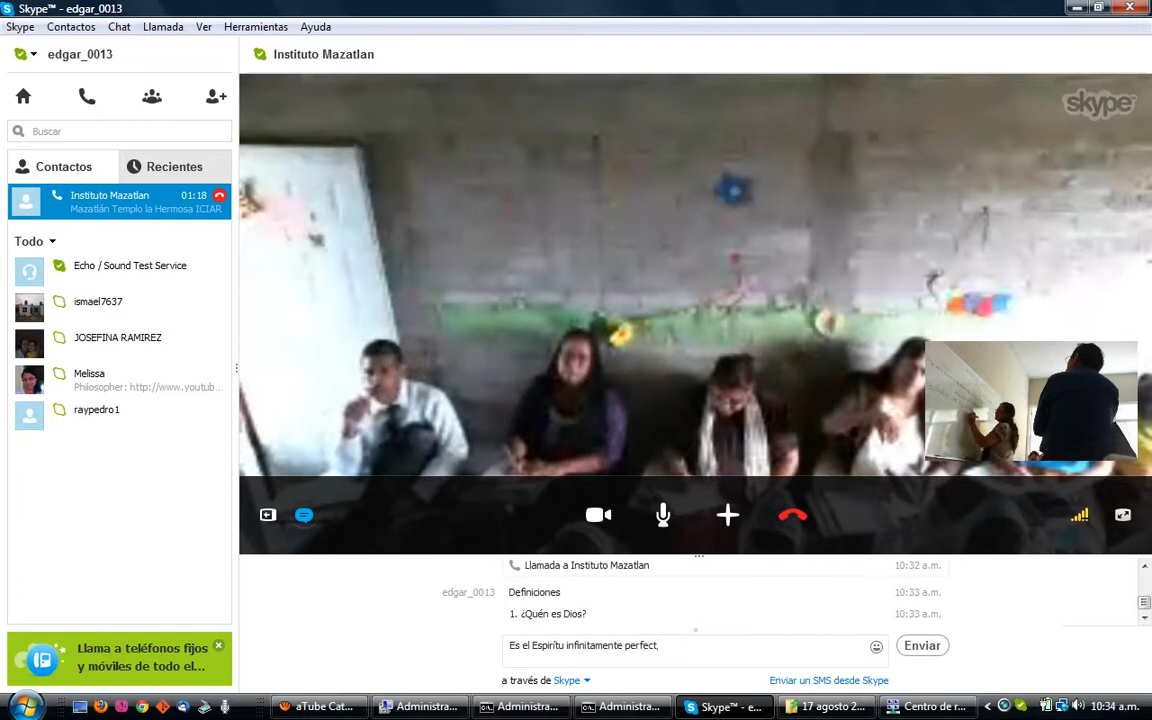 Skype™ - edgar_0013
Skype Contactos Chat Llamada Ver Herramientas Ayuda
edgar_0013
Instituto Mazatlan
skype
Buscar
Contactos
Recientes
Instituto Mazatlan 01:18
Mazatlán Templo la Hermosa ICIAR
Todo
Echo / Sound Test Service
ismael7637
JOSEFINA RAMIREZ
Melissa
Philosopher: http://www.youtub...
raypedro1
Llamada a Instituto Mazatlan 10:32 a.m.
edgar_0013 Definiciones 10:33 a.m.
1. ¿Quén es Dios? 10:33 a.m.
Es el Espirítu infinitamente perfect,
Enviar
a través de Skype
Enviar un SMS desde Skype
Llama a teléfonos fijos
y móviles de todo el...
aTube Cat... Administra... Administra... Administra... Skype™ - e... 17 agosto 2... Centro de r... 10:34 a.m.